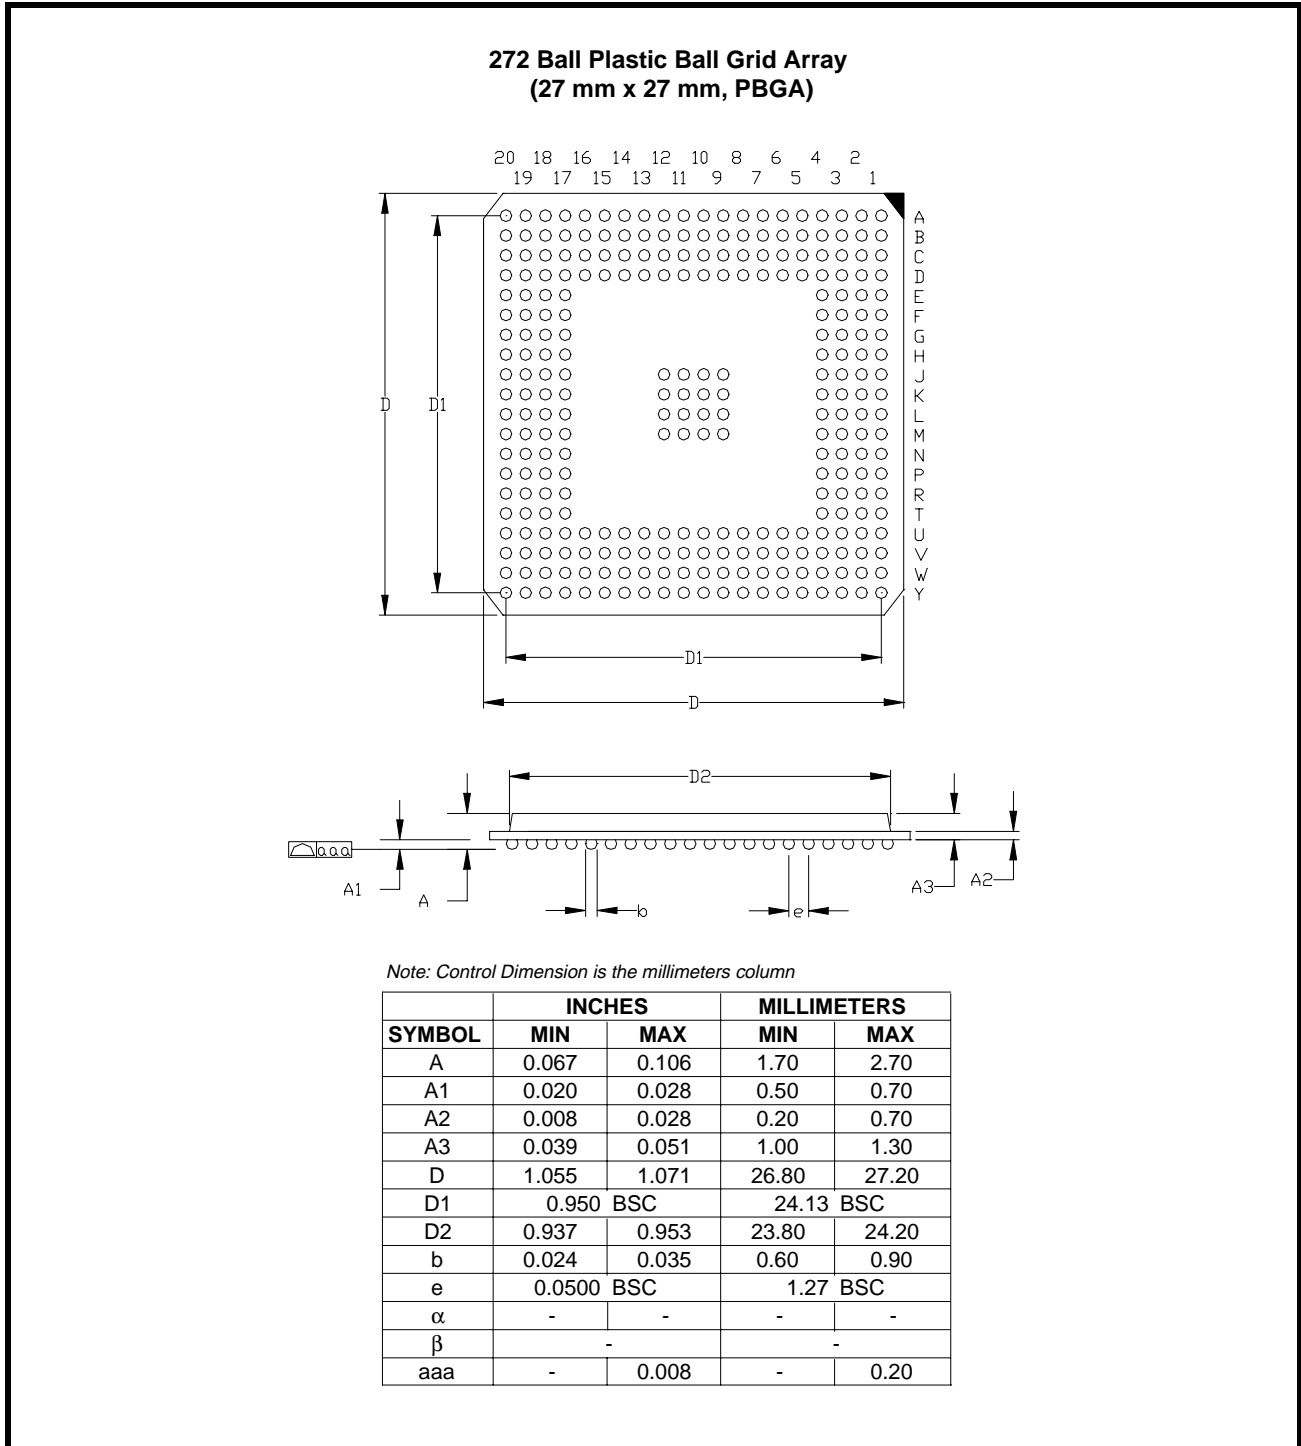 272 Ball Plastic Ball Grid Array
(27 mm x 27 mm, PBGA)
20 18 16 14 12 10 8 6 4 2
19 17 15 13 11 9 7 5 3 1
A
B
C
D
E
F
G
H
J
K
D D1 L
M
N
P
R
T
U
V
W
Y
D1
D
D2
aaa
A1 A A3 A2
b e
Note: Control Dimension is the millimeters column
INCHES MILLIMETERS
SYMBOL MIN MAX MIN MAX
A 0.067 0.106 1.70 2.70
A1 0.020 0.028 0.50 0.70
A2 0.008 0.028 0.20 0.70
A3 0.039 0.051 1.00 1.30
D 1.055 1.071 26.80 27.20
D1 0.950 BSC 24.13 BSC
D2 0.937 0.953 23.80 24.20
b 0.024 0.035 0.60 0.90
e 0.0500 BSC 1.27 BSC
α - - - -
β - -
aaa - 0.008 - 0.20